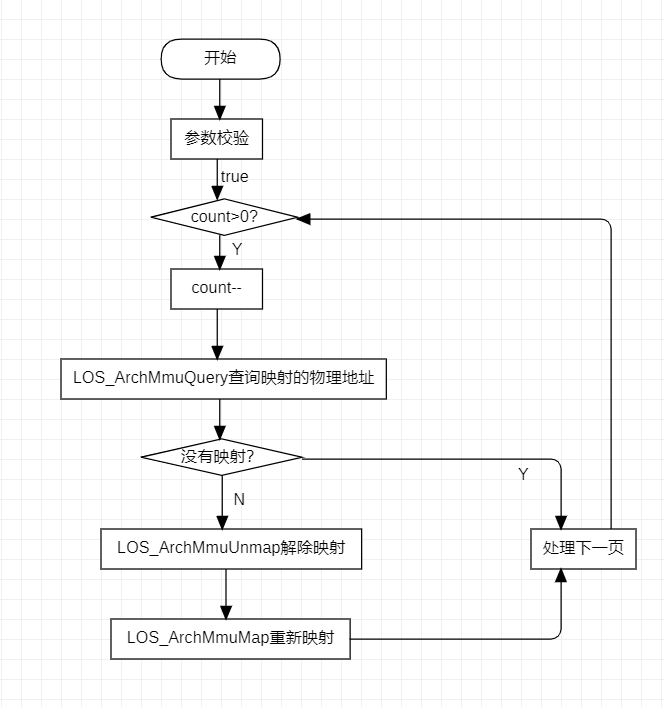 开始
参数校验
true
count>0?
Y
count--
LOS_ArchMmuQuery查询映射的物理地址
没有映射?
Y
N
LOS_ArchMmuUnmap解除映射
处理下一页
LOS_ArchMmuMap重新映射